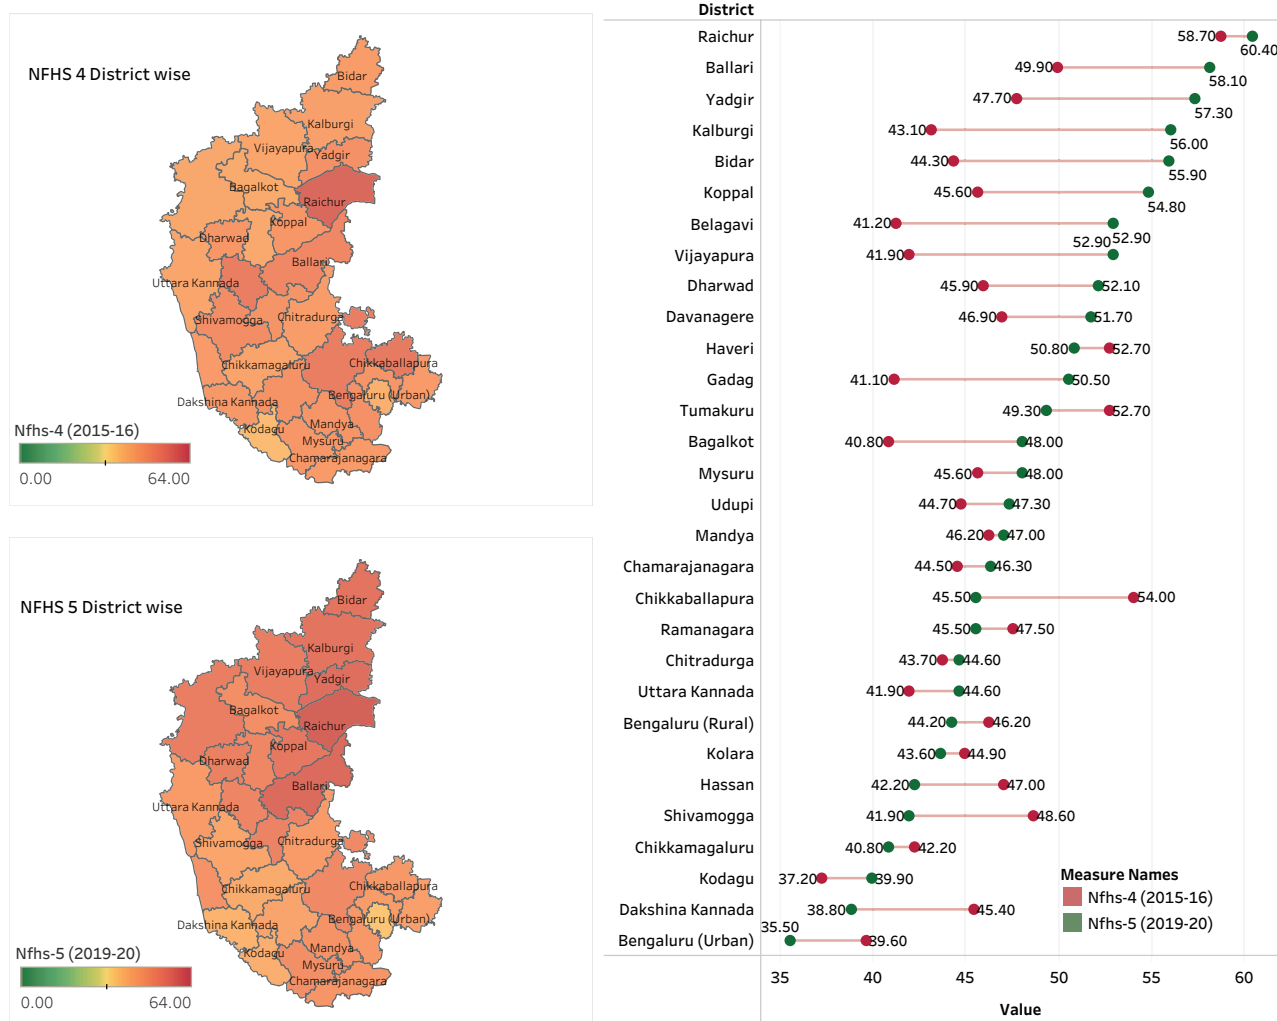 NFHS 4 District wise
Bidar
Kalburgi
Vijayapura
Yadgir
Bagalkot
Raichur
Koppal
Dharwad
Ballari
Uttara Kannada
Shivamogga
Chitradurga
Chikkamagaluru
Chikkaballapura
Dakshina Kannada
Bengaluru (Urban)
Kodagu
Mandya
Mysuru
Chamarajanagara
Nfhs-4 (2015-16)
0.00 64.00
NFHS 5 District wise
Bidar
Kalburgi
Vijayapura
Yadgir
Bagalkot
Raichur
Koppal
Dharwad
Ballari
Uttara Kannada
Shivamogga
Chitradurga
Chikkamagaluru
Chikkaballapura
Dakshina Kannada
Bengaluru (Urban)
Kodagu
Mandya
Mysuru
Chamarajanagara
Nfhs-5 (2019-20)
0.00 64.00
District
Raichur 58.70 60.40
Ballari 49.90 58.10
Yadgir 47.70 57.30
Kalburgi 43.10 56.00
Bidar 44.30 55.90
Koppal 45.60 54.80
Belagavi 41.20 52.90
Vijayapura 41.90 52.90
Dharwad 45.90 52.10
Davanagere 46.90 51.70
Haveri 50.80 52.70
Gadag 41.10 50.50
Tumakuru 49.30 52.70
Bagalkot 40.80 48.00
Mysuru 45.60 48.00
Udupi 44.70 47.30
Mandya 46.20 47.00
Chamarajanagara 44.50 46.30
Chikkaballapura 45.50 54.00
Ramanagara 45.50 47.50
Chitradurga 43.70 44.60
Uttara Kannada 41.90 44.60
Bengaluru (Rural) 44.20 46.20
Kolara 43.60 44.90
Hassan 42.20 47.00
Shivamogga 41.90 48.60
Chikkamagaluru 40.80 42.20
Kodagu 37.20 39.90
Dakshina Kannada 38.80 45.40
Bengaluru (Urban) 35.50 39.60
Measure Names
Nfhs-4 (2015-16)
Nfhs-5 (2019-20)
35 40 45 50 55 60
Value